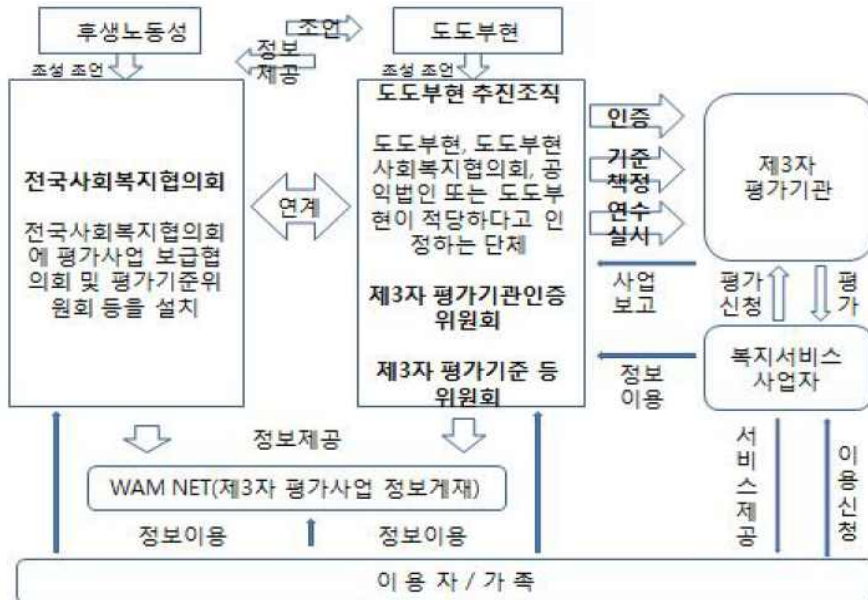 후생노동성
조언
정보
제공
도도부현
조성 조언
조성 조언
전국사회복지협의회
전국사회복지협의회
에 평가사업 보급협
의회 및 평가기준위
원회 등을 설치
연계
도도부현 추진조직
도도부현, 도도부현
사회복지협의회, 공
익법인 또는 도도부
현이 적당하다고 인
정하는 단체
제3자 평가기관인증
위원회
제3자 평가기준 등
위원회
인증
기준
책정
연수
실시
제3자
평가기관
사업
보고
평가
신청
평
가
복지서비스
사업자
정보
이용
정보제공
WAM NET(제3자 평가사업 정보게재)
정보이용
정보이용
서
비
스
제
공
이
용
신
청
이 용 자 / 가 족